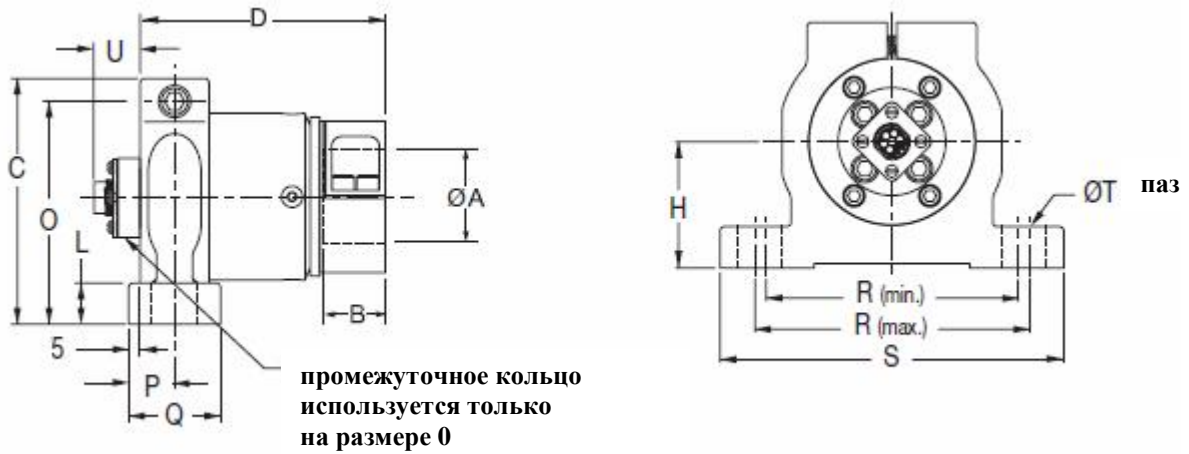 D
U
C
O
L
ØA
B
5
P
Q
промежуточное кольцо
используется только
на размере 0
H
ØT паз
R (min.)
R (max.)
S